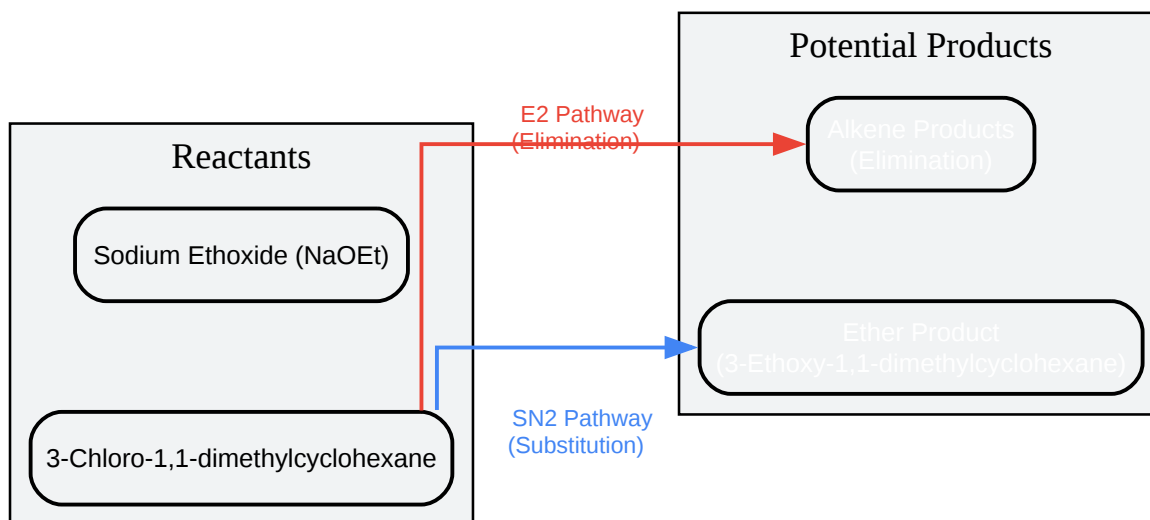 Potential Products
E2 Pathway
(Elimination)
Alkene Products
(Elimination)
Reactants
Sodium Ethoxide (NaOEt)
Ether Product
(3-Ethoxy-1,1-dimethylcyclohexane)
SN2 Pathway
(Substitution)
3-Chloro-1,1-dimethylcyclohexane